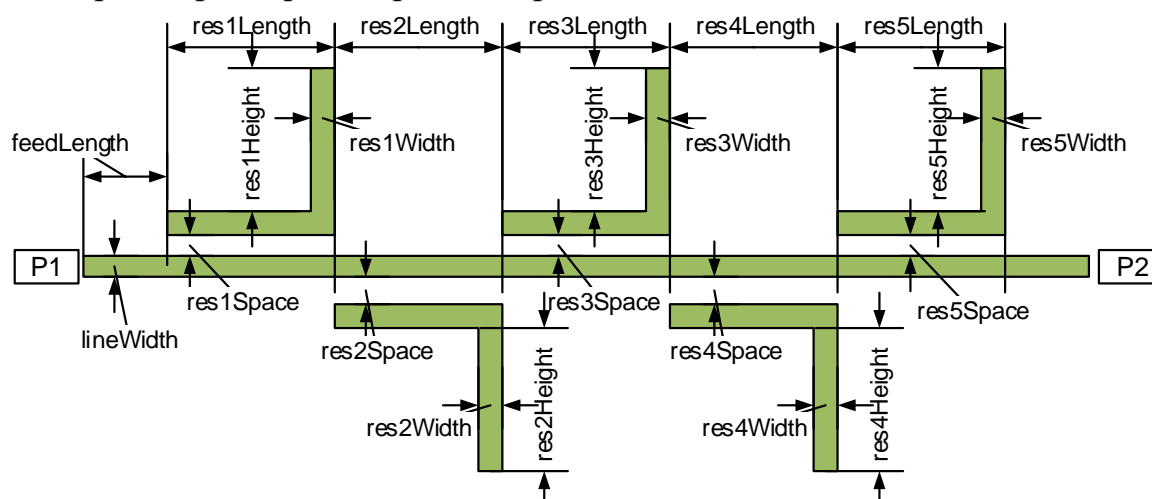 res1Length
res2Length
res3Length
res4Length
res5Length
feedLength
res1Height
res1Width
res3Height
res3Width
res5Height
res5Width
P1
P2
res1Space
res3Space
res5Space
lineWidth
res2Space
res4Space
res2Width
res2Height
res4Width
res4Height